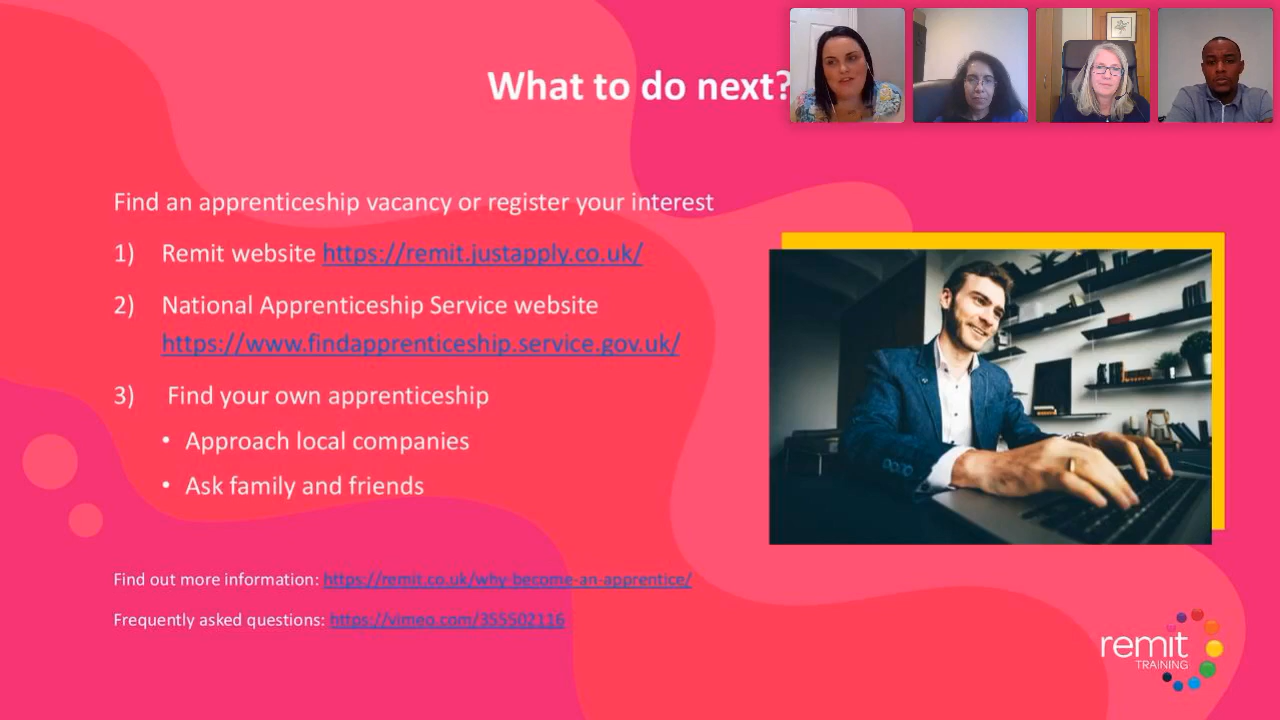 What to do next?
Find an apprenticeship vacancy or register your interest
1) Remit website https://remit.justapply.co.uk/
2) National Apprenticeship Service website
https://www.findapprenticeship.service.gov.uk/
3) Find your own apprenticeship
• Approach local companies
• Ask family and friends
Find out more information: https://remit.co.uk/why-become-an-apprentice/
Frequently asked questions: https://vimeo.com/355502116
remit
TRAINING